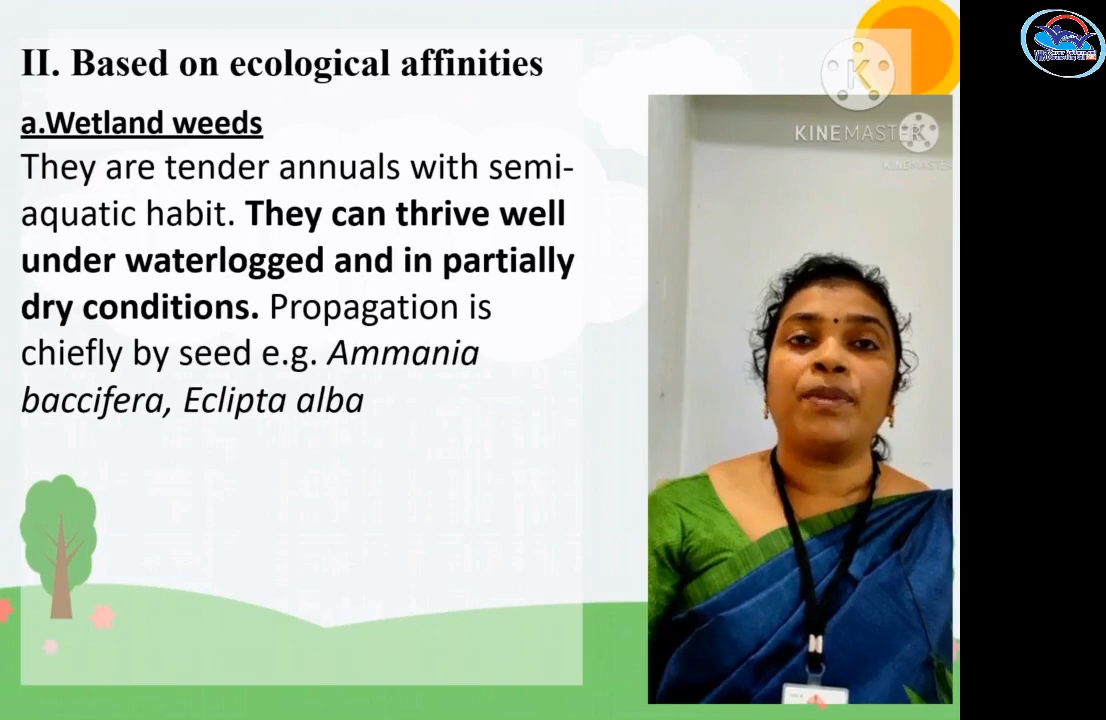 II. Based on ecological affinities
a.Wetland weeds
They are tender annuals with semi-
aquatic habit. They can thrive well
under waterlogged and in partially
dry conditions. Propagation is
chiefly by seed e.g. Ammania
baccifera, Eclipta alba
KINEMASTER
KINEMASTER